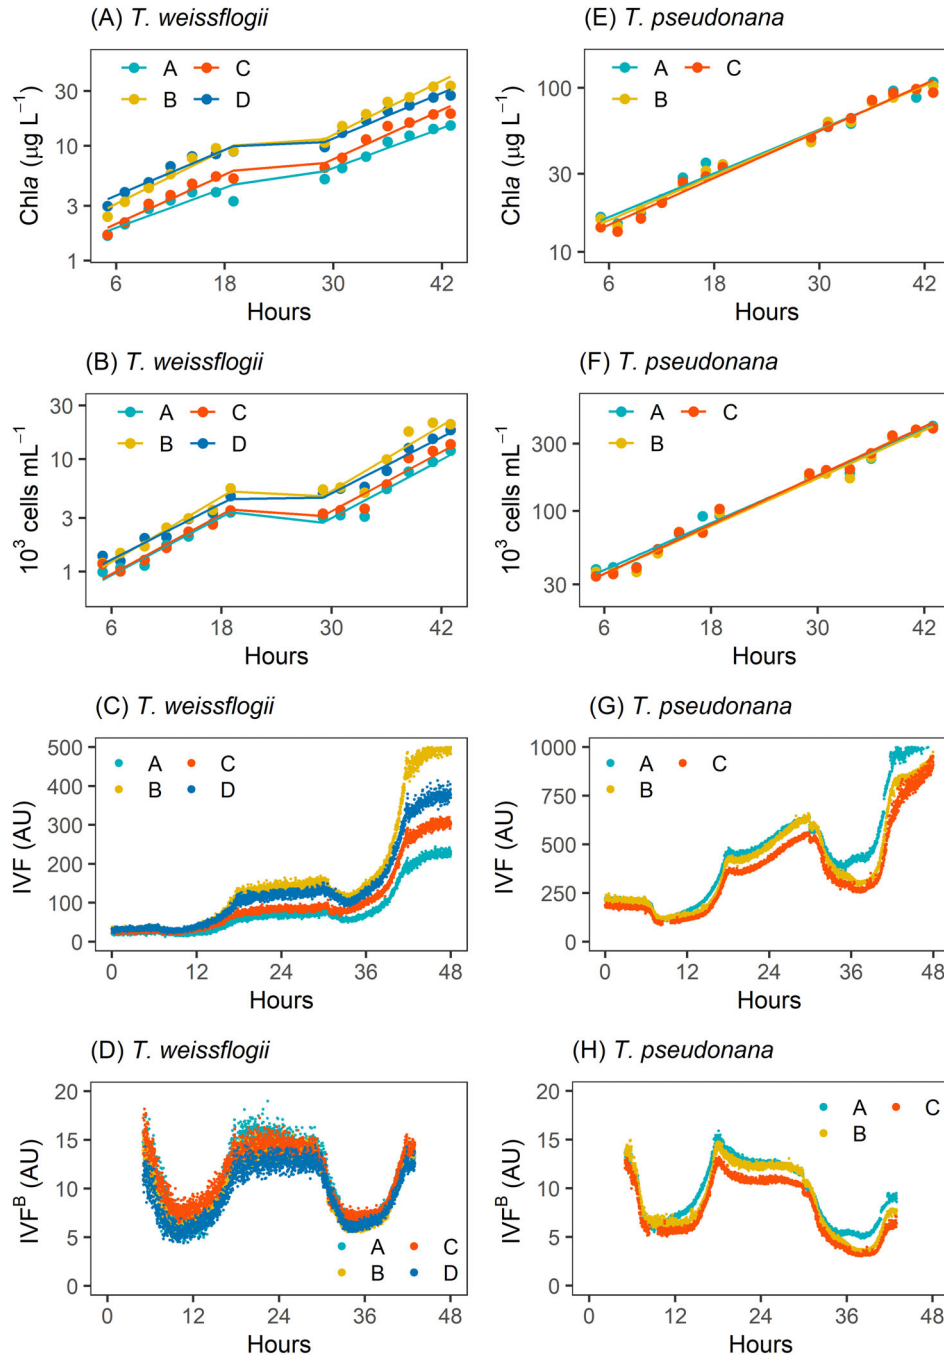 (A) T. weissflogii
A C
B D
30
10
3
1
Chla (µg L⁻¹)
6 18 30 42
Hours
(E) T. pseudonana
A C
B
100
30
10
Chla (µg L⁻¹)
6 18 30 42
Hours
(B) T. weissflogii
A C
B D
30
10
3
1
10³ cells mL⁻¹
6 18 30 42
Hours
(F) T. pseudonana
A C
B
300
100
30
10³ cells mL⁻¹
6 18 30 42
Hours
(C) T. weissflogii
A C
B D
500
400
300
200
100
0
IVF (AU)
0 12 24 36 48
Hours
(G) T. pseudonana
A C
B
1000
750
500
250
0
IVF (AU)
0 12 24 36 48
Hours
(D) T. weissflogii
20
15
10
5
0
IVFᴮ (AU)
A C
B D
0 12 24 36 48
Hours
(H) T. pseudonana
A C
B
20
15
10
5
0
IVFᴮ (AU)
0 12 24 36 48
Hours